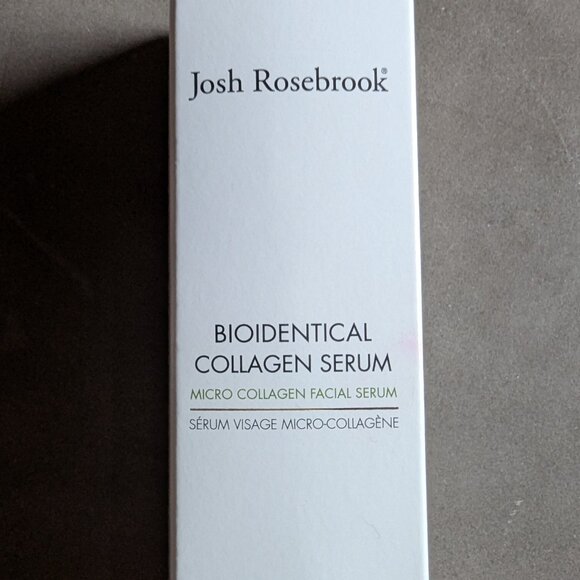 Josh Rosebrook®
BIOIDENTICAL
COLLAGEN SERUM
MICRO COLLAGEN FACIAL SERUM
SÉRUM VISAGE MICRO-COLLAGÈNE